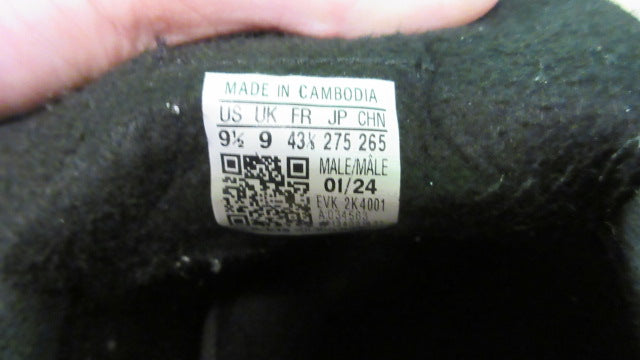 MADE IN CAMBODIA
US UK FR JP CHN
9½ 9 43⅓ 275 265
MALE/MÂLE
01/24
EVK 2K4001